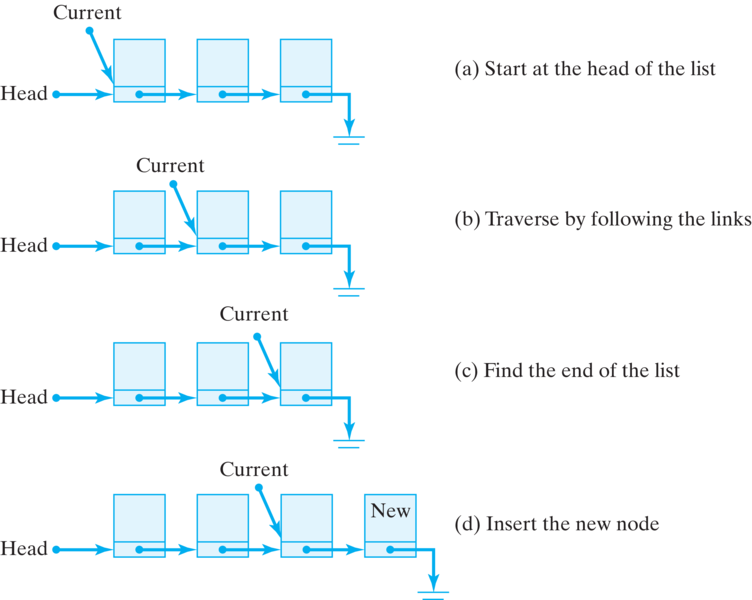 Current
(a) Start at the head of the list
Head
Current
(b) Traverse by following the links
Head
Current
(c) Find the end of the list
Head
Current
New
(d) Insert the new node
Head